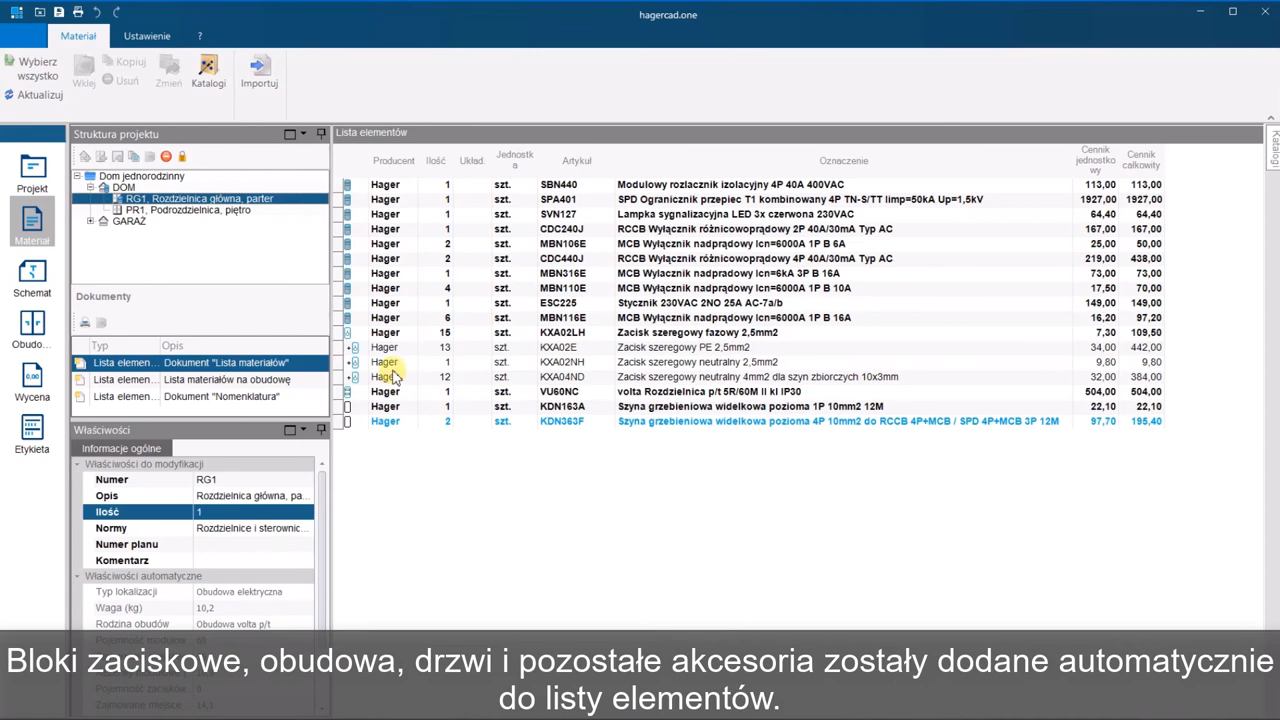 hagercad.one
Materiał Ustawienie ?
Wybierz wszystko
Aktualizuj
Wklej
Kopiuj
Usuń
Zmień
Katalogi
Importuj
Projekt
Materiał
Schemat
Obudo...
Wycena
Etykieta
Struktura projektu
Dom jednorodzinny
DOM
RG1, Rozdzielnica główna, parter
PR1, Podrozdzielnica, piętro
GARAŻ
Dokumenty
Typ Opis
Lista elemen... Dokument "Lista materiałów"
Lista elemen... Lista materiałów na obudowę
Lista elemen... Dokument "Nomenklatura"
Właściwości
Informacje ogólne
Właściwości do modyfikacji
Numer RG1
Opis Rozdzielnica główna, pa...
Ilość 1
Normy Rozdzielnice i sterownic...
Numer planu
Komentarz
Właściwości automatyczne
Typ lokalizacji Obudowa elektryczna
Waga (kg) 10,2
Rodzina obudów Obudowa volta p/t
Lista elementów
Producent Ilość Układ. Jednostka Artykuł Oznaczenie Cennik jednostkowy Cennik całkowity
Hager 1 szt. SBN440 Modulowy rozlacznik izolacyjny 4P 40A 400VAC 113,00 113,00
Hager 1 szt. SPA401 SPD Ogranicznik przepiec T1 kombinowany 4P TN-S/TT limp=50kA Up=1,5kV 1927,00 1927,00
Hager 1 szt. SVN127 Lampka sygnalizacyjna LED 3x czerwona 230VAC 64,40 64,40
Hager 1 szt. CDC240J RCCB Wyłącznik różnicowoprądowy 2P 40A/30mA Typ AC 167,00 167,00
Hager 2 szt. MBN106E MCB Wyłącznik nadprądowy Icn=6000A 1P B 6A 25,00 50,00
Hager 2 szt. CDC440J RCCB Wyłącznik różnicowoprądowy 4P 40A/30mA Typ AC 219,00 438,00
Hager 1 szt. MBN316E MCB Wyłacznik nadpradowy Icn=6kA 3P B 16A 73,00 73,00
Hager 4 szt. MBN110E MCB Wyłącznik nadprądowy Icn=6000A 1P B 10A 17,50 70,00
Hager 1 szt. ESC225 Stycznik 230VAC 2NO 25A AC-7a/b 149,00 149,00
Hager 6 szt. MBN116E MCB Wyłącznik nadprądowy Icn=6000A 1P B 16A 16,20 97,20
Hager 15 szt. KXA02LH Zacisk szeregowy fazowy 2,5mm2 7,30 109,50
Hager 13 szt. KXA02E Zacisk szeregowy PE 2,5mm2 34,00 442,00
Hager 1 szt. KXA02NH Zacisk szeregowy neutralny 2,5mm2 9,80 9,80
Hager 12 szt. KXA04ND Zacisk szeregowy neutralny 4mm2 dla szyn zbiorczych 10x3mm 32,00 384,00
Hager 1 szt. VU60NC volta Rozdzielnica p/t 5R/60M II kl IP30 504,00 504,00
Hager 1 szt. KDN163A Szyna grzebieniowa widelkowa pozioma 1P 10mm2 12M 22,10 22,10
Hager 2 szt. KDN363F Szyna grzebieniowa widelkowa pozioma 4P 10mm2 do RCCB 4P+MCB / SPD 4P+MCB 3P 12M 97,70 195,40
Katalogi
Bloki zaciskowe, obudowa, drzwi i pozostałe akcesoria zostały dodane automatycznie
do listy elementów.